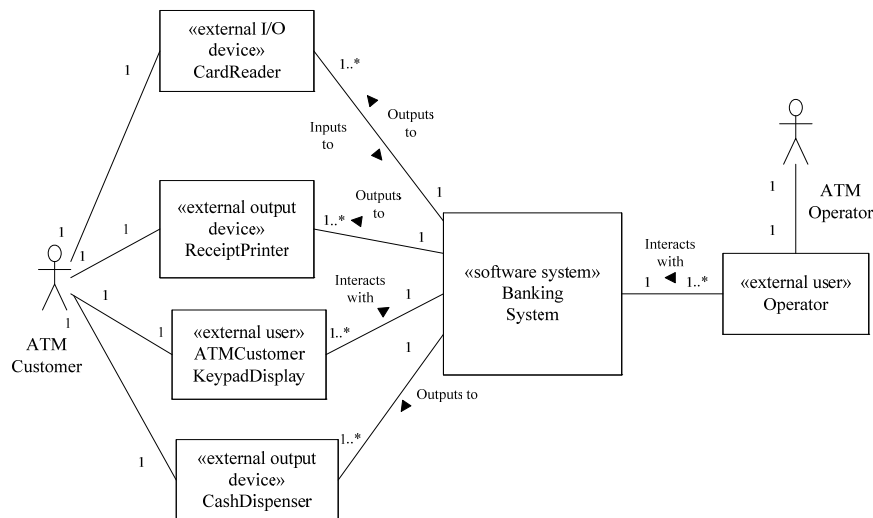 «external I/O
device»
CardReader
1
1..*
Outputs
to
Inputs
to
1
«external output
device»
ReceiptPrinter
1
1
1
1..*
Outputs
to
1
ATM
Customer
1
1
1
«external user»
ATMCustomer
KeypadDisplay
1..*
Interacts
with
1
«software system»
Banking
System
1
Outputs to
1
1..*
«external output
device»
CashDispenser
Interacts
with
1
1..*
«external user»
Operator
1
1
ATM
Operator